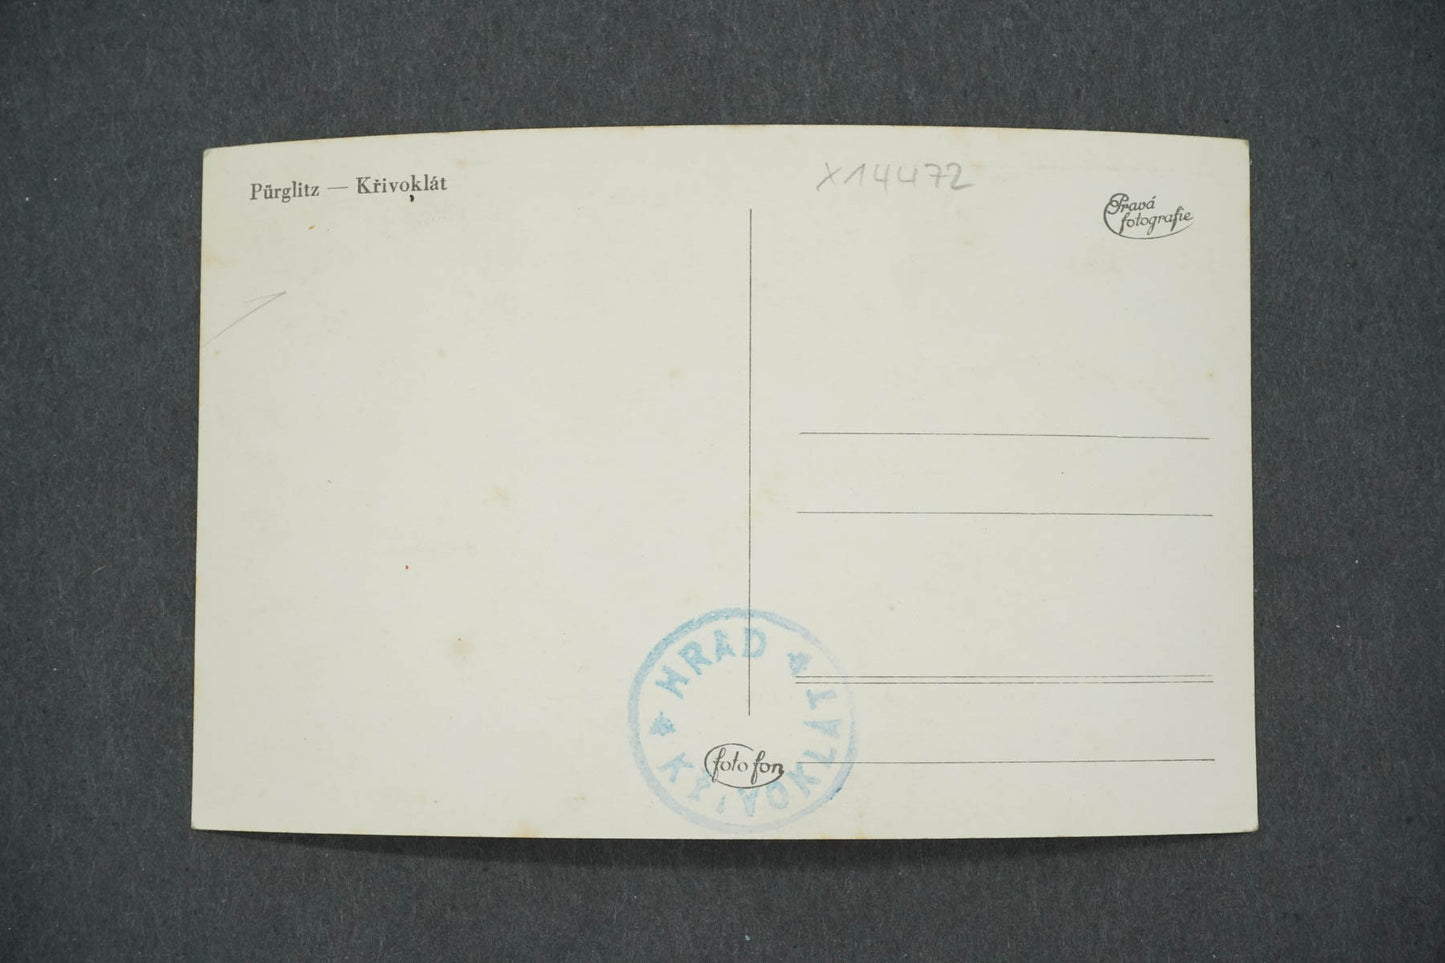 Pürglitz — Křivoklát
X14472
Pravá
fotografie
HRAD
KŘIVOKLÁT
foto fon